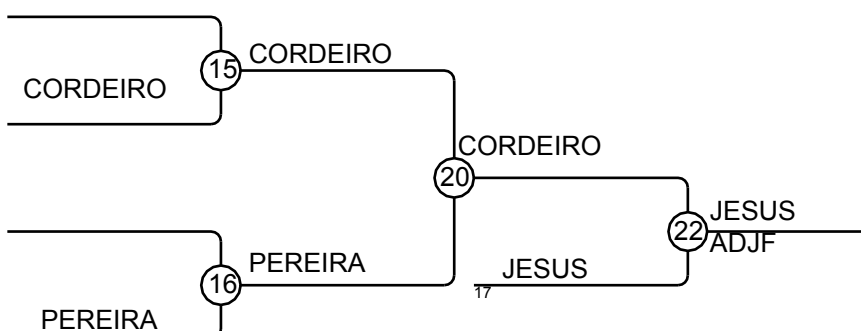 CORDEIRO
15
CORDEIRO
CORDEIRO
20
JESUS
22
ADJF
PEREIRA
JESUS
16
17
PEREIRA